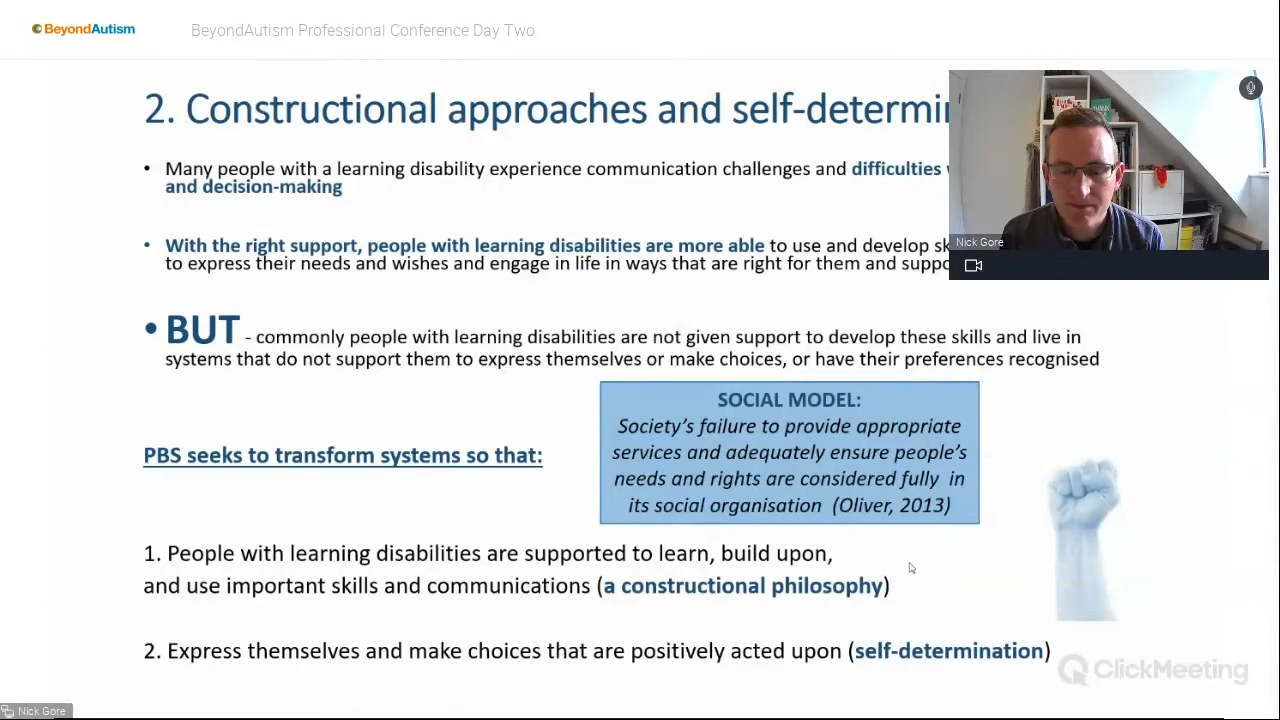 BeyondAutism
BeyondAutism Professional Conference Day Two
2. Constructional approaches and self-determin
• Many people with a learning disability experience communication challenges and difficulties
and decision-making
• With the right support, people with learning disabilities are more able to use and develop sk
to express their needs and wishes and engage in life in ways that are right for them and suppo
• BUT - commonly people with learning disabilities are not given support to develop these skills and live in
systems that do not support them to express themselves or make choices, or have their preferences recognised
SOCIAL MODEL:
Society's failure to provide appropriate
services and adequately ensure people's
needs and rights are considered fully in
its social organisation (Oliver, 2013)
PBS seeks to transform systems so that:
1. People with learning disabilities are supported to learn, build upon,
and use important skills and communications (a constructional philosophy)
2. Express themselves and make choices that are positively acted upon (self-determination)
Nick Gore
ClickMeeting
Nick Gore